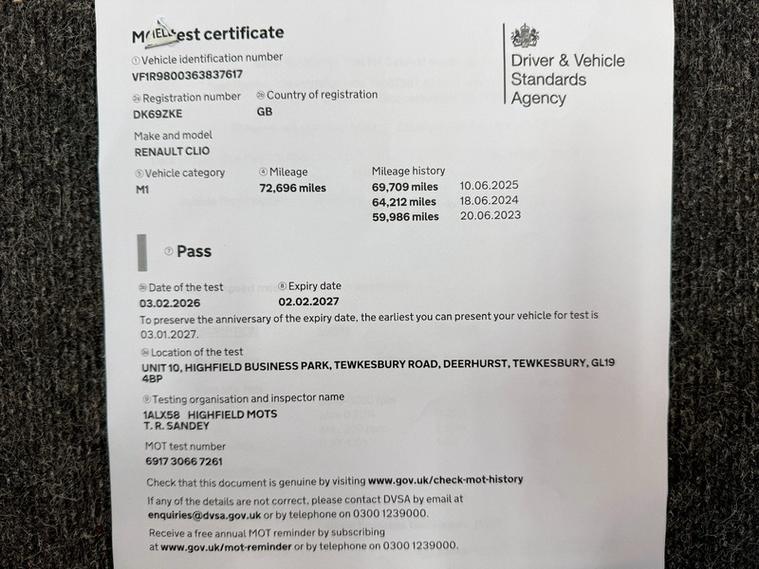 MOT test certificate
① Vehicle identification number
VF1R9800363837617
Registration number
DK69ZKE
Country of registration
GB
Make and model
RENAULT CLIO
⑤ Vehicle category
M1
④ Mileage
72,696 miles
Mileage history
69,709 miles 10.06.2025
64,212 miles 18.06.2024
59,986 miles 20.06.2023
⑦ Pass
Date of the test
03.02.2026
⑧ Expiry date
02.02.2027
To preserve the anniversary of the expiry date, the earliest you can present your vehicle for test is
03.01.2027.
Location of the test
UNIT 10, HIGHFIELD BUSINESS PARK, TEWKESBURY ROAD, DEERHURST, TEWKESBURY, GL19
4BP
⑨ Testing organisation and inspector name
1ALX58 HIGHFIELD MOTS
T. R. SANDEY
MOT test number
6917 3066 7261
Check that this document is genuine by visiting www.gov.uk/check-mot-history
If any of the details are not correct, please contact DVSA by email at
enquiries@dvsa.gov.uk or by telephone on 0300 1239000.
Receive a free annual MOT reminder by subscribing
at www.gov.uk/mot-reminder or by telephone on 0300 1239000.
Driver & Vehicle
Standards
Agency